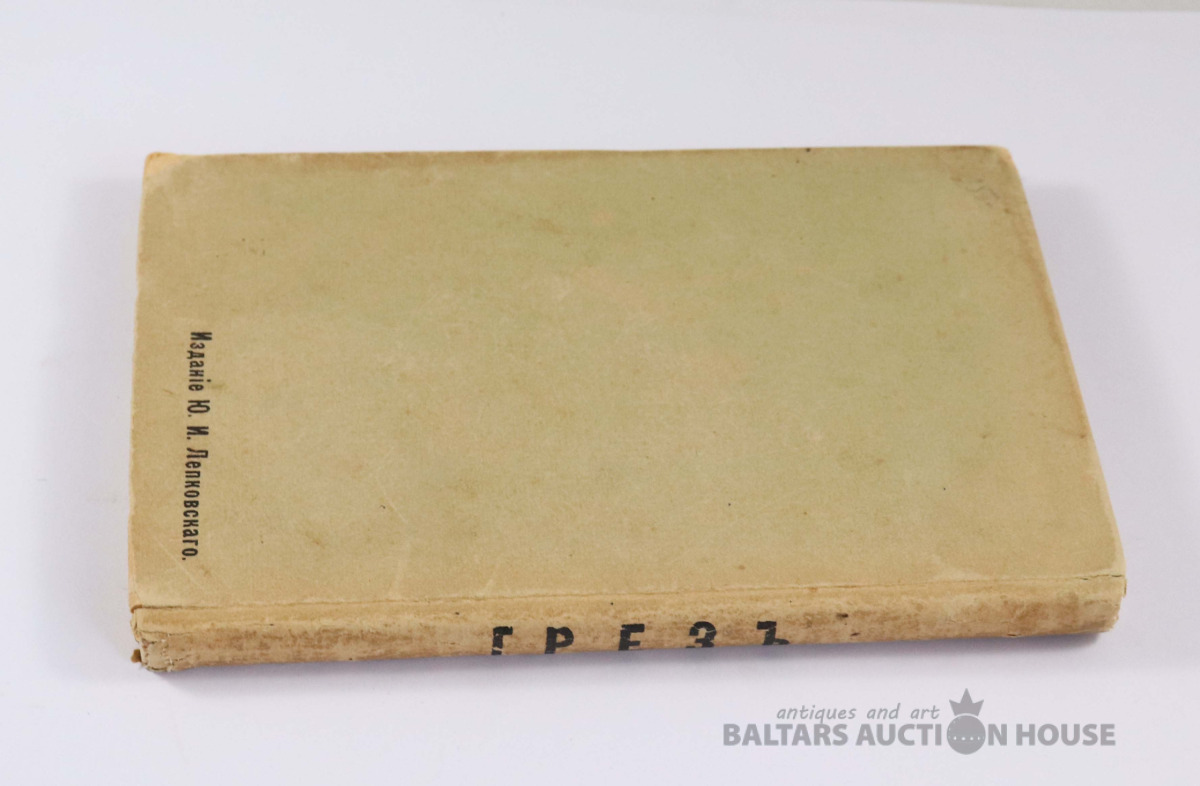 Изданіе Ю. И. Лепковскаго.
ГРЕЗЪ
antiques and art
BALTARS AUCTION HOUSE